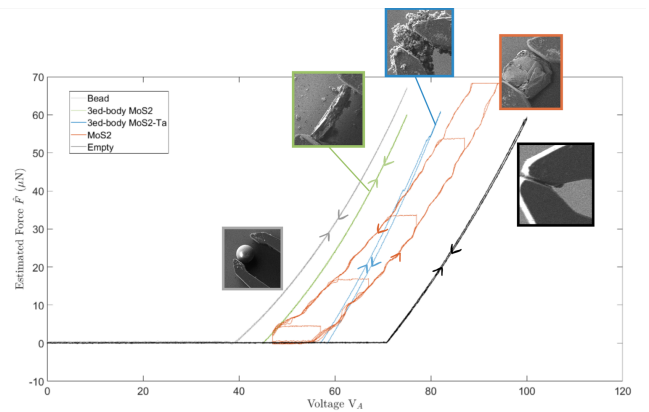 70
60
50
40
30
20
10
0
-10
Estimated Force F̂ (μN)
Bead
3ed-body MoS2
3ed-body MoS2-Ta
MoS2
Empty
0
20
40
60
80
100
120
Voltage V_A